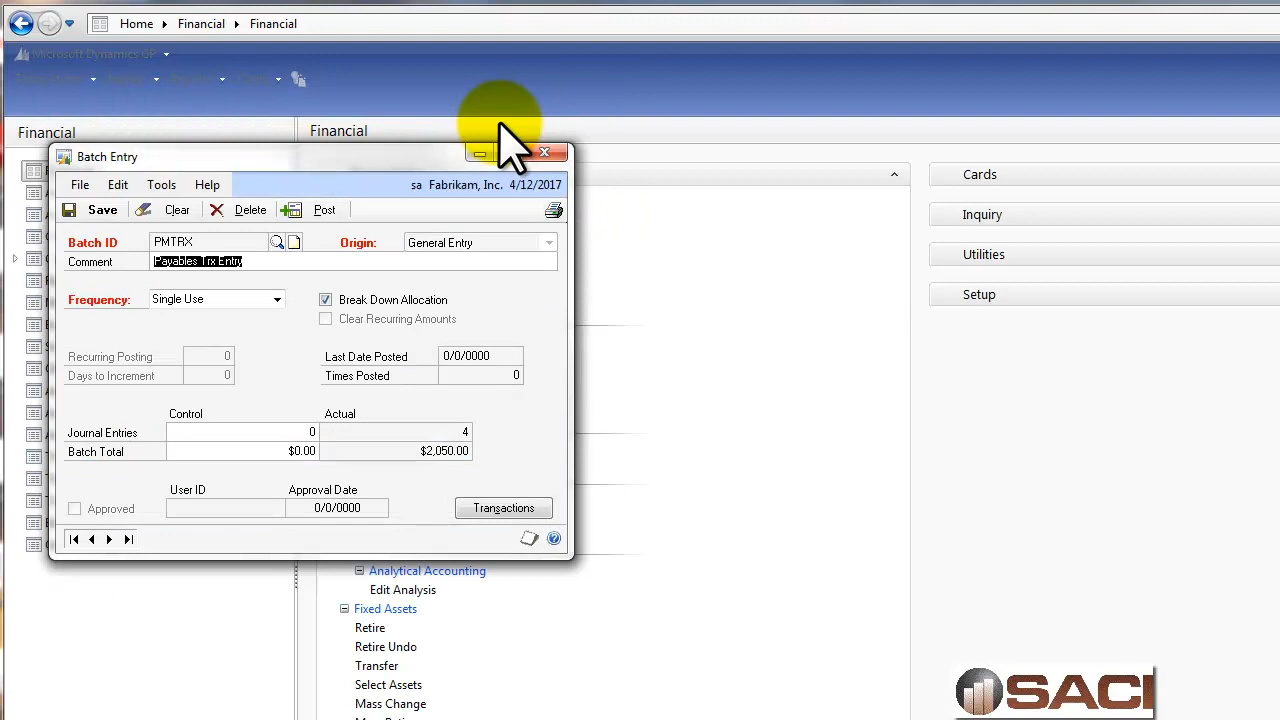 Home Financial Financial
Microsoft Dynamics GP
Financial
Financial
Batch Entry
File Edit Tools Help sa Fabrikam, Inc. 4/12/2017
Save Clear Delete Post
Batch ID PMTRX Origin: General Entry
Comment Payables Trx Entry
Frequency: Single Use Break Down Allocation
Clear Recurring Amounts
Recurring Posting 0 Last Date Posted 0/0/0000
Days to Increment 0 Times Posted 0
Control Actual
Journal Entries 0 4
Batch Total $0.00 $2,050.00
User ID Approval Date
Approved 0/0/0000 Transactions
Cards
Inquiry
Utilities
Setup
Analytical Accounting
Edit Analysis
Fixed Assets
Retire
Retire Undo
Transfer
Select Assets
Mass Change
SACI